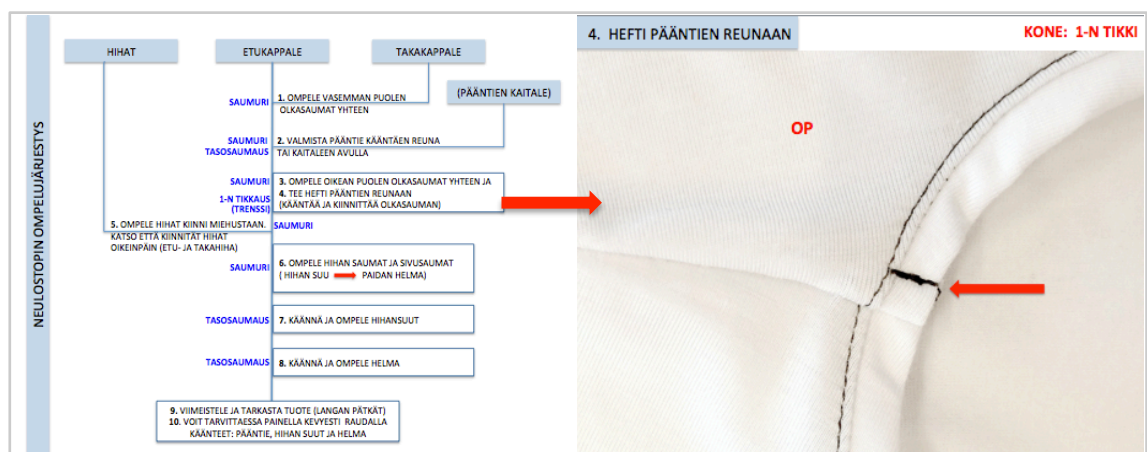 NEULOSTOPIN OMPELUJÄRJESTYS
HIHAT
ETUKAPPALE
TAKAKAPPALE
(PÄÄNTIEN KAITALE)
SAUMURI
1. OMPELE VASEMMAN PUOLEN
OLKASAUMAT YHTEEN
SAUMURI
TASOSAUMAUS
2. VALMISTA PÄÄNTIE KÄÄNTÄEN REUNA
TAI KAITALEEN AVULLA
SAUMURI
1-N TIKKAUS
(TRENSSI)
3. OMPELE OIKEAN PUOLEN OLKASAUMAT YHTEEN JA
4. TEE HEFTI PÄÄNTIEN REUNAAN
(KÄÄNTÄÄ JA KIINNITTÄÄ OLKASAUMAN)
5. OMPELE HIHAT KIINNI MIEHUSTAAN.
KATSO ETTÄ KIINNITÄT HIHAT
OIKEINPÄIN (ETU- JA TAKAHIHA)
SAUMURI
SAUMURI
6. OMPELE HIHAN SAUMAT JA SIVUSAUMAT
( HIHAN SUU PAIDAN HELMA)
TASOSAUMAUS
7. KÄÄNNÄ JA OMPELE HIHANSUUT
TASOSAUMAUS
8. KÄÄNNÄ JA OMPELE HELMA
9. VIIMEISTELE JA TARKASTA TUOTE (LANGAN PÄTKÄT)
10. VOIT TARVITTAESSA PAINELLA KEVYESTI RAUDALLA
KÄÄNTEET: PÄÄNTIE, HIHAN SUUT JA HELMA
4. HEFTI PÄÄNTIEN REUNAAN
KONE: 1-N TIKKI
OP